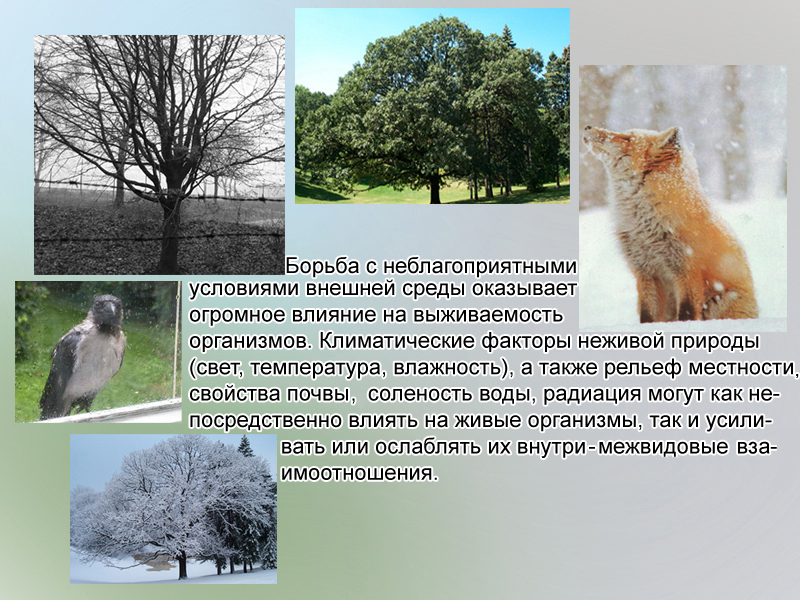 Борьба с неблагоприятными
условиями внешней среды оказывает
огромное влияние на выживаемость
организмов. Климатические факторы неживой природы
(свет, температура, влажность), а также рельеф местности,
свойства почвы, соленость воды, радиация могут как не-
посредственно влиять на живые организмы, так и усили-
вать или ослаблять их внутри-межвидовые вза-
имоотношения.